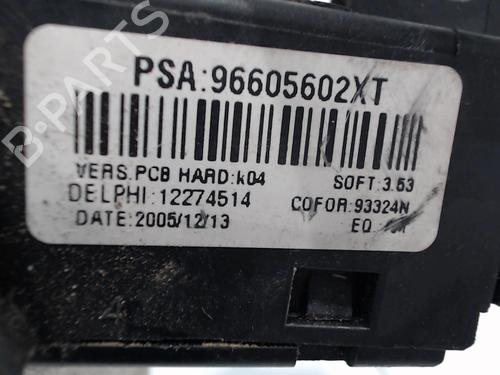 PSA:96605602XT
VERS.PCB HARD:k04
SOFT:3.53
DELPHI:12274514
COFOR:93324N
DATE:2005/12/13
EQ
B-PARTS